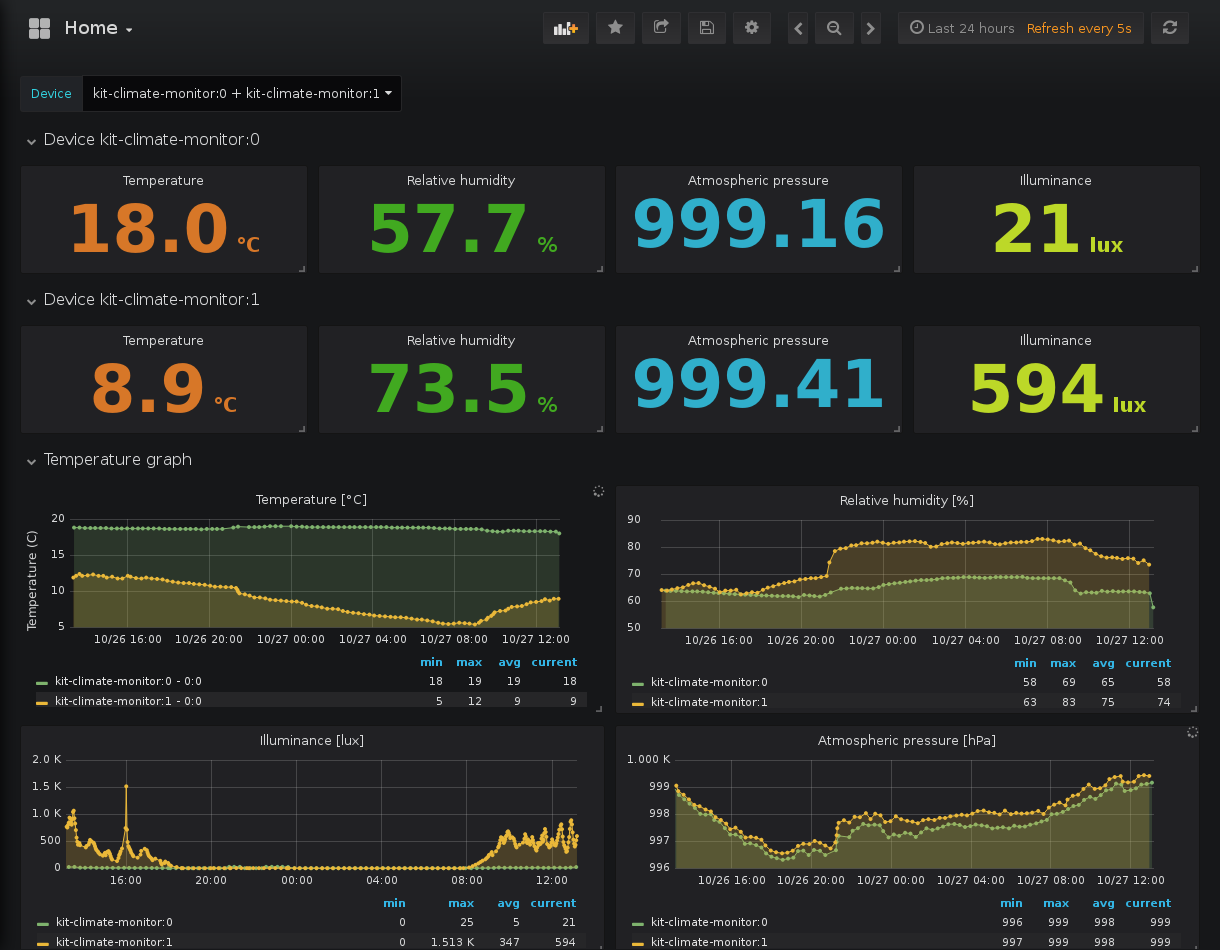 Home
Last 24 hours Refresh every 5s
Device kit-climate-monitor:0 + kit-climate-monitor:1
Device kit-climate-monitor:0
Temperature Relative humidity Atmospheric pressure Illuminance
18.0 °C 57.7 % 999.16 21 lux
Device kit-climate-monitor:1
Temperature Relative humidity Atmospheric pressure Illuminance
8.9 °C 73.5 % 999.41 594 lux
Temperature graph
Temperature [°C]
Temperature (C)
20
15
10
5
10/26 16:00 10/26 20:00 10/27 00:00 10/27 04:00 10/27 08:00 10/27 12:00
min max avg current
kit-climate-monitor:0 - 0:0 18 19 19 18
kit-climate-monitor:1 - 0:0 5 12 9 9
Relative humidity [%]
90
80
70
60
50
10/26 16:00 10/26 20:00 10/27 00:00 10/27 04:00 10/27 08:00 10/27 12:00
min max avg current
kit-climate-monitor:0 58 69 65 58
kit-climate-monitor:1 63 83 75 74
Illuminance [lux]
2.0 K
1.5 K
1.0 K
500
0
16:00 20:00 00:00 04:00 08:00 12:00
min max avg current
kit-climate-monitor:0 0 25 5 21
kit-climate-monitor:1 0 1.513 K 347 594
Atmospheric pressure [hPa]
1.000 K
999
998
997
996
10/26 16:00 10/26 20:00 10/27 00:00 10/27 04:00 10/27 08:00 10/27 12:00
min max avg current
kit-climate-monitor:0 996 999 998 999
kit-climate-monitor:1 997 999 998 999